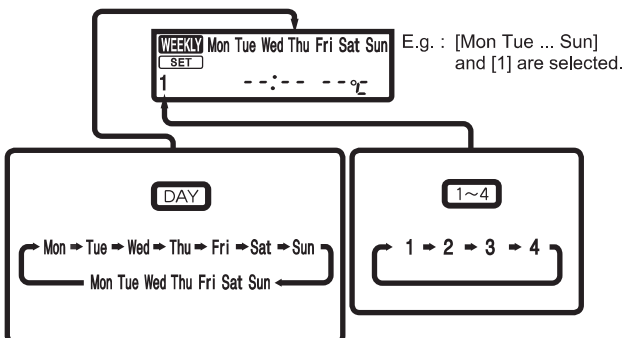 WEEKLY Mon Tue Wed Thu Fri Sat Sun
SET
1 --:-- --°C
E.g. : [Mon Tue ... Sun]
and [1] are selected.
DAY
Mon ➡ Tue ➡ Wed ➡ Thu ➡ Fri ➡ Sat ➡ Sun
Mon Tue Wed Thu Fri Sat Sun
1~4
1 ➡ 2 ➡ 3 ➡ 4